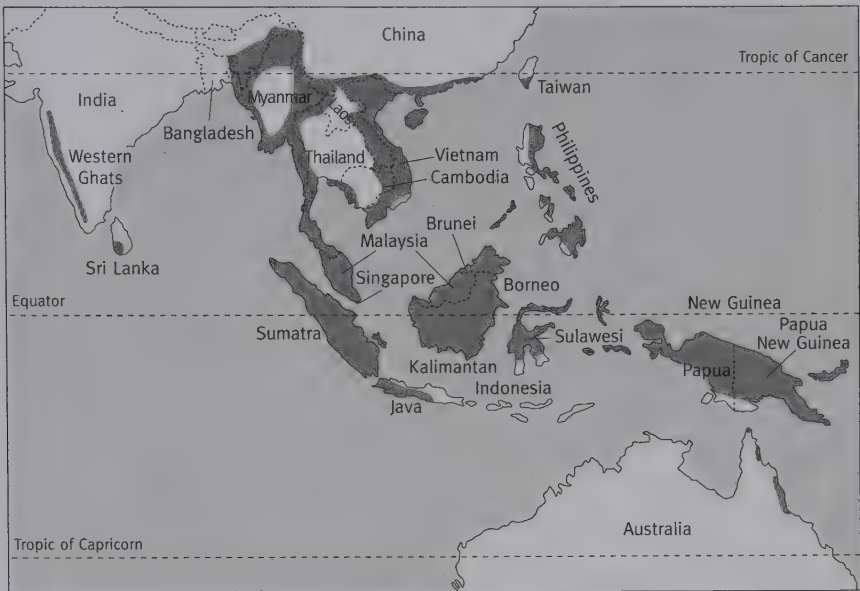 China
Tropic of Cancer
India
Myanmar
Taiwan
Laos
Bangladesh
Philippines
Western
Ghats
Thailand
Vietnam
Cambodia
Brunei
Malaysia
Sri Lanka
Singapore
Borneo
Equator
New Guinea
Sumatra
Sulawesi
Papua
New Guinea
Kalimantan
Papua
Indonesia
Java
Australia
Tropic of Capricorn